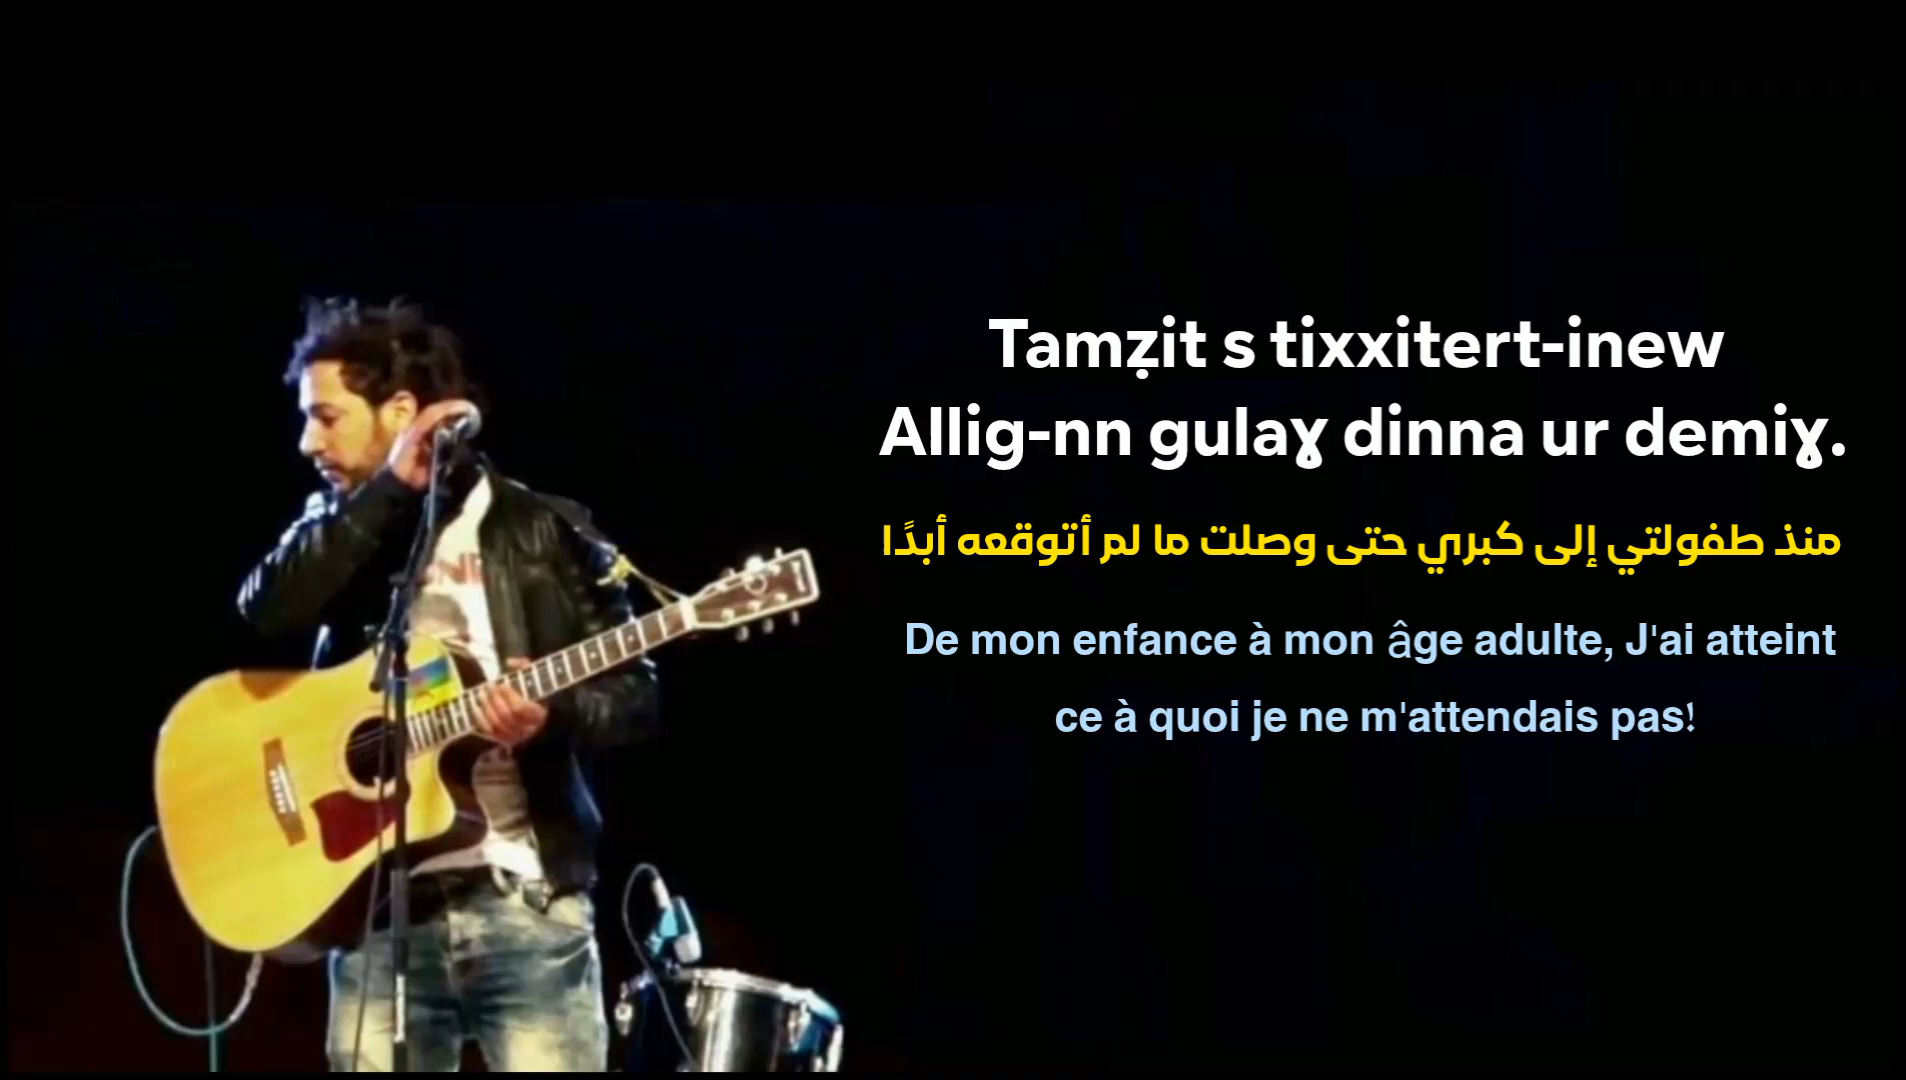 Tamẓit s tixxitert-inew
Allig-nn gulaɣ dinna ur demiɣ.
منذ طفولتي إلى كبري حتى وصلت ما لم أتوقعه أبدًا
De mon enfance à mon âge adulte, J'ai atteint
ce à quoi je ne m'attendais pas!